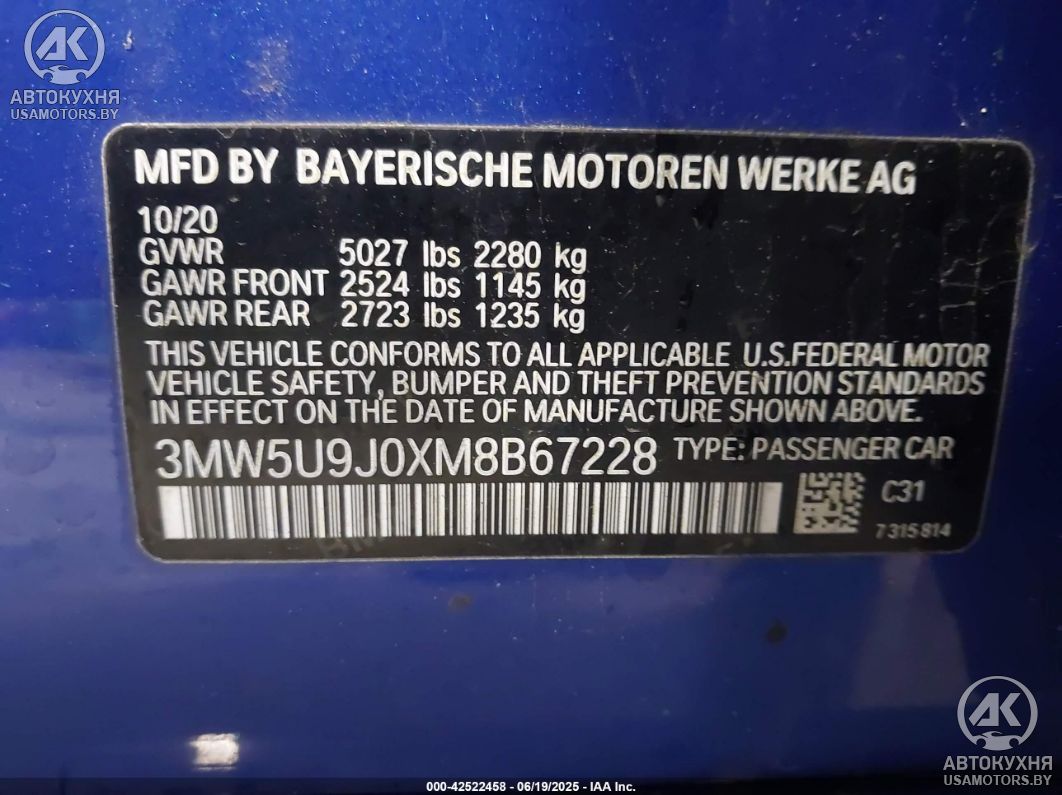 AK
АВТОКУХНЯ
USAMOTORS.BY
MFD BY BAYERISCHE MOTOREN WERKE AG
10/20
GVWR 5027 lbs 2280 kg
GAWR FRONT 2524 lbs 1145 kg
GAWR REAR 2723 lbs 1235 kg
THIS VEHICLE CONFORMS TO ALL APPLICABLE U.S.FEDERAL MOTOR
VEHICLE SAFETY, BUMPER AND THEFT PREVENTION STANDARDS
IN EFFECT ON THE DATE OF MANUFACTURE SHOWN ABOVE.
3MW5U9J0XM8B67228 TYPE: PASSENGER CAR
C31
7315814
AK
АВТОКУХНЯ
USAMOTORS.BY
000-42522458 - 06/19/2025 - IAA Inc.